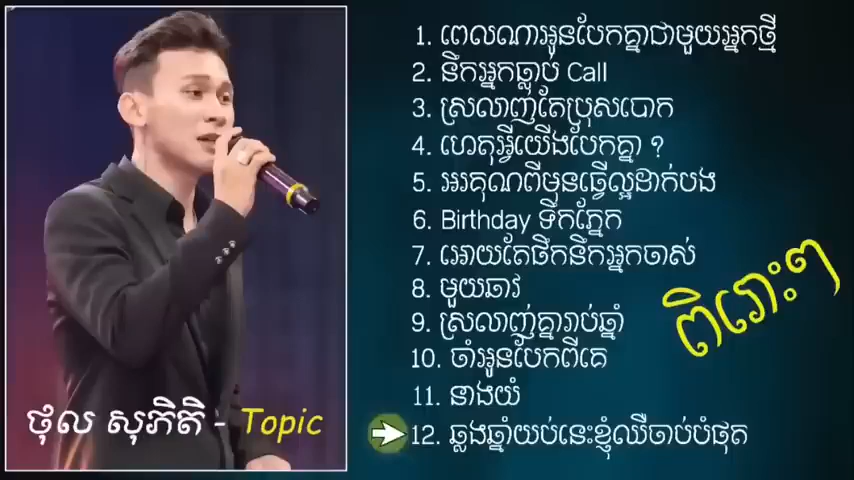 1. ពេលណាអូនបែកគ្នាជាមួយអ្នកថ្មី
2. នឹកអ្នកធ្លាប់ Call
3. ស្រលាញ់តែប្រុសបោក
4. ហេតុអ្វីយើងបែកគ្នា ?
5. អរគុណពីមុនធ្វើល្អដាក់បង
6. Birthday ទឹកភ្នែក
7. អោយតែផឹកនឹកអ្នកចាស់
8. មួយឆាវ
9. ស្រលាញ់គ្នារាប់ឆ្នាំ
10. ចាំអូនបែកពីគេ
11. នាងយំ
12. ឆ្លងឆ្នាំយប់នេះខ្ញុំឈឺចាប់បំផុត
ពិរោះៗ
ថុល សុភិតិ - Topic